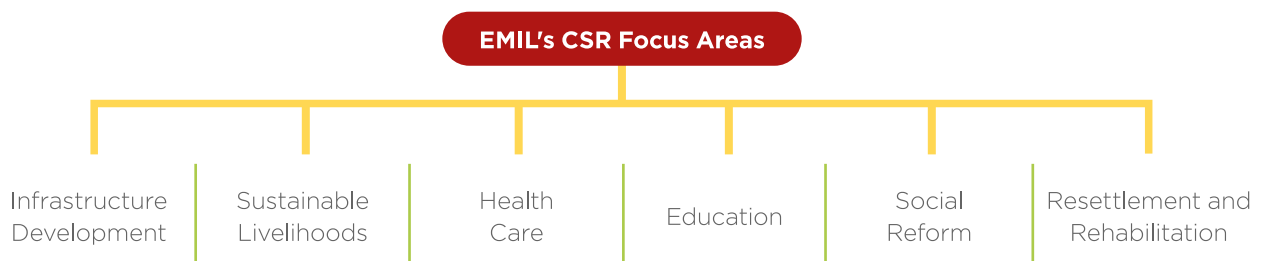 EMIL's CSR Focus Areas
Infrastructure
Development
Sustainable
Livelihoods
Health
Care
Education
Social
Reform
Resettlement and
Rehabilitation